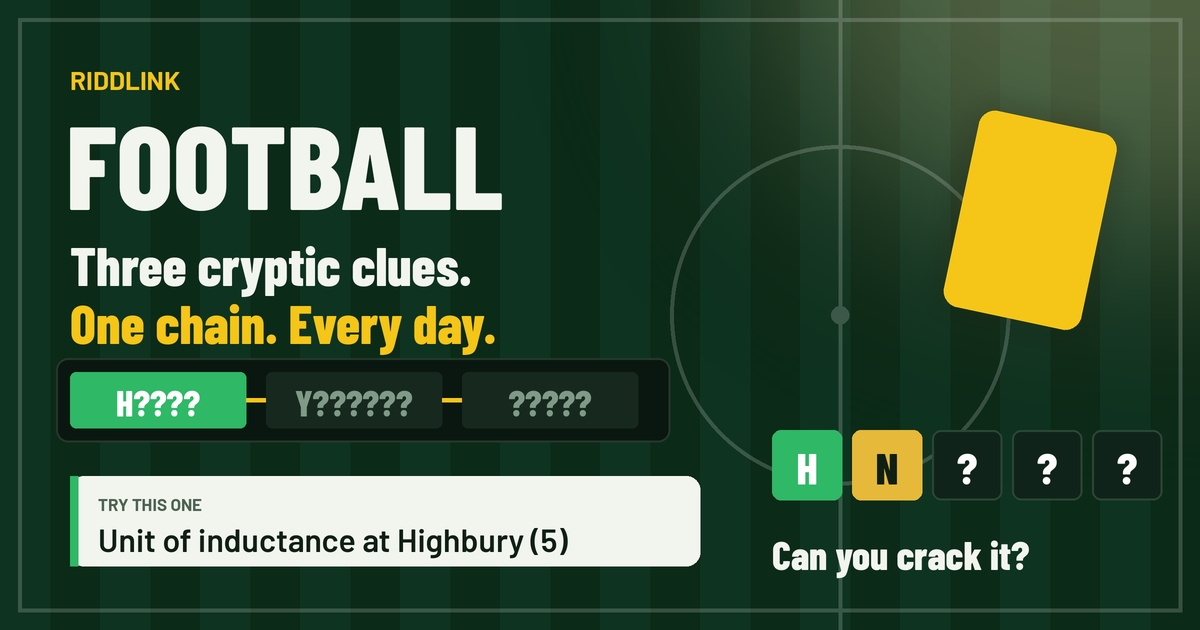 RIDDLINK
FOOTBALL
Three cryptic clues.
One chain. Every day.
H???? Y?????? ?????
TRY THIS ONE
Unit of inductance at Highbury (5)
H N ? ? ?
Can you crack it?